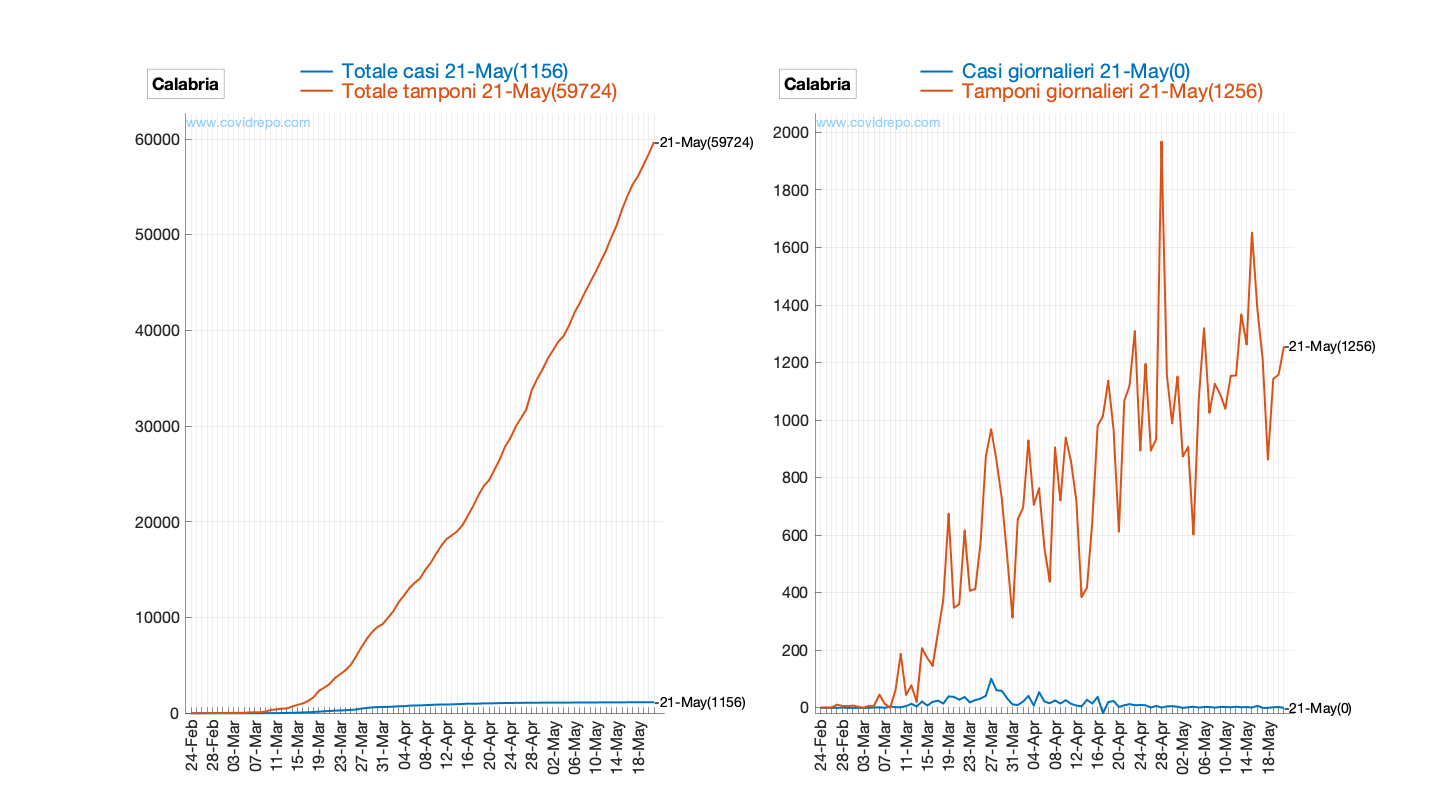 Calabria
Totale casi 21-May(1156)
Totale tamponi 21-May(59724)
www.covidrepo.com
60000
50000
40000
30000
20000
10000
0
21-May(59724)
21-May(1156)
24-Feb
28-Feb
03-Mar
07-Mar
11-Mar
15-Mar
19-Mar
23-Mar
27-Mar
31-Mar
04-Apr
08-Apr
12-Apr
16-Apr
20-Apr
24-Apr
28-Apr
02-May
06-May
10-May
14-May
18-May
Calabria
Casi giornalieri 21-May(0)
Tamponi giornalieri 21-May(1256)
www.covidrepo.com
2000
1800
1600
1400
1200
1000
800
600
400
200
0
21-May(1256)
21-May(0)
24-Feb
28-Feb
03-Mar
07-Mar
11-Mar
15-Mar
19-Mar
23-Mar
27-Mar
31-Mar
04-Apr
08-Apr
12-Apr
16-Apr
20-Apr
24-Apr
28-Apr
02-May
06-May
10-May
14-May
18-May